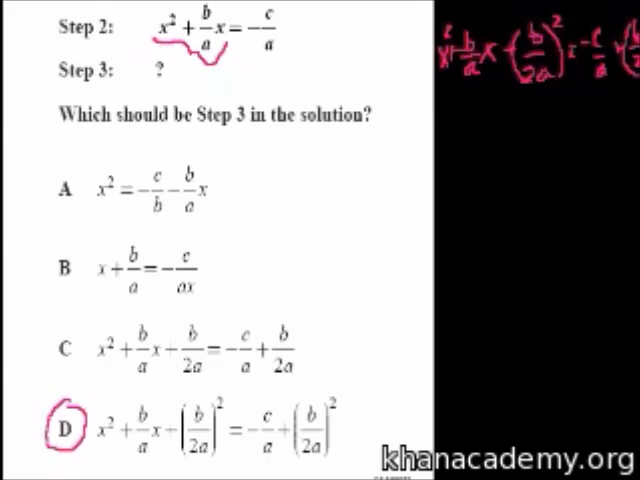 Step 2: x² + b/a x = - c/a
Step 3: ?
Which should be Step 3 in the solution?
A x² = - c/b - b/a x
B x + b/a = - c/ax
C x² + b/a x + b/2a = - c/a + b/2a
D x² + b/a x + (b/2a)² = - c/a + (b/2a)²
x² + b/a x + (b/2a)² = - c/a + (b/2
khanacademy.org